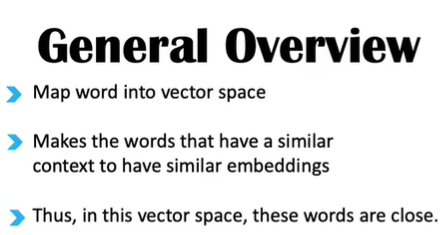 General Overview
Map word into vector space
Makes the words that have a similar
context to have similar embeddings
Thus, in this vector space, these words are close.